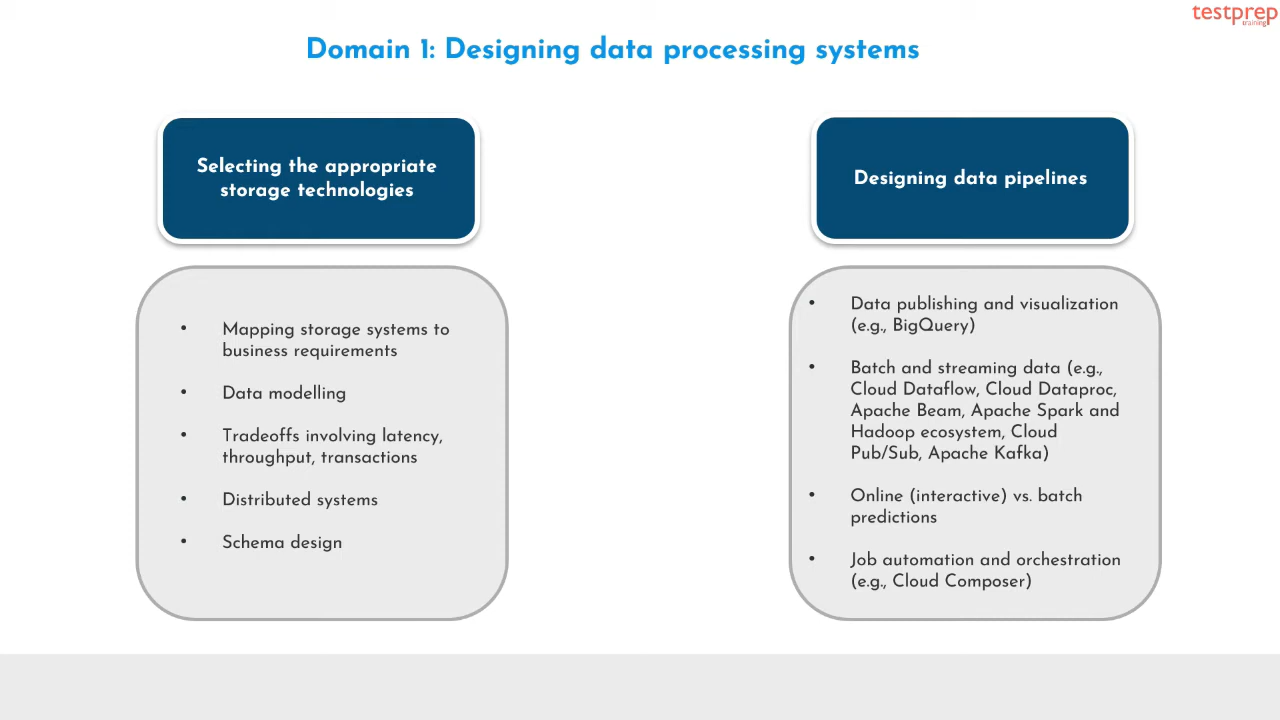 testprep
training
Domain 1: Designing data processing systems
Selecting the appropriate
storage technologies
• Mapping storage systems to
business requirements
• Data modelling
• Tradeoffs involving latency,
throughput, transactions
• Distributed systems
• Schema design
Designing data pipelines
• Data publishing and visualization
(e.g., BigQuery)
• Batch and streaming data (e.g.,
Cloud Dataflow, Cloud Dataproc,
Apache Beam, Apache Spark and
Hadoop ecosystem, Cloud
Pub/Sub, Apache Kafka)
• Online (interactive) vs. batch
predictions
• Job automation and orchestration
(e.g., Cloud Composer)